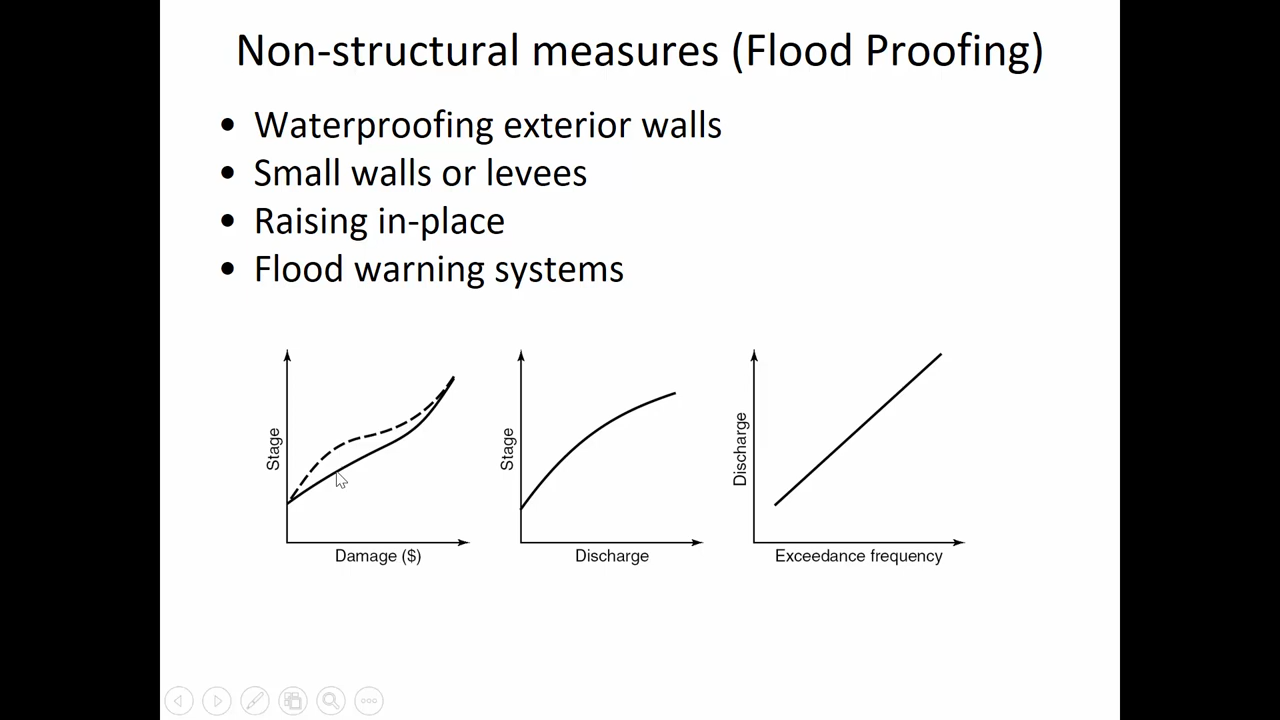 Non-structural measures (Flood Proofing)
• Waterproofing exterior walls
• Small walls or levees
• Raising in-place
• Flood warning systems
Stage
Damage ($)
Stage
Discharge
Discharge
Exceedance frequency